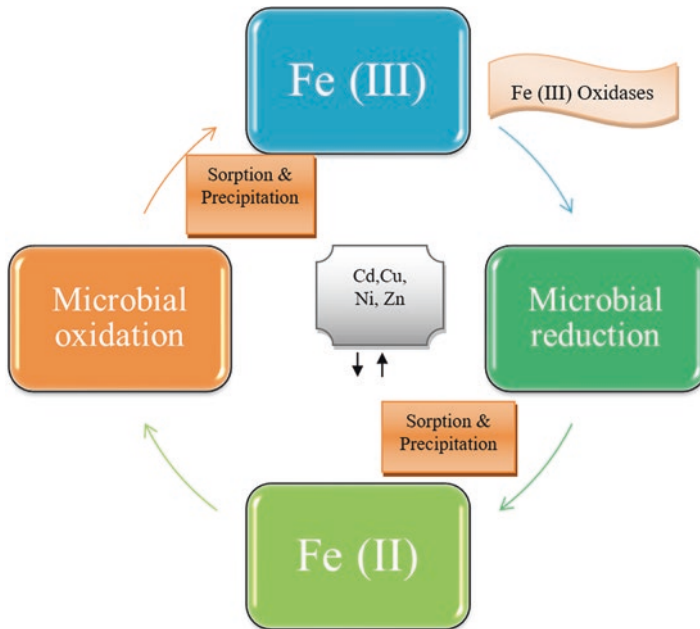 Fe (III)
Fe (III) Oxidases
Sorption &
Precipitation
Microbial
oxidation
Cd,Cu,
Ni, Zn
Microbial
reduction
Sorption &
Precipitation
Fe (II)